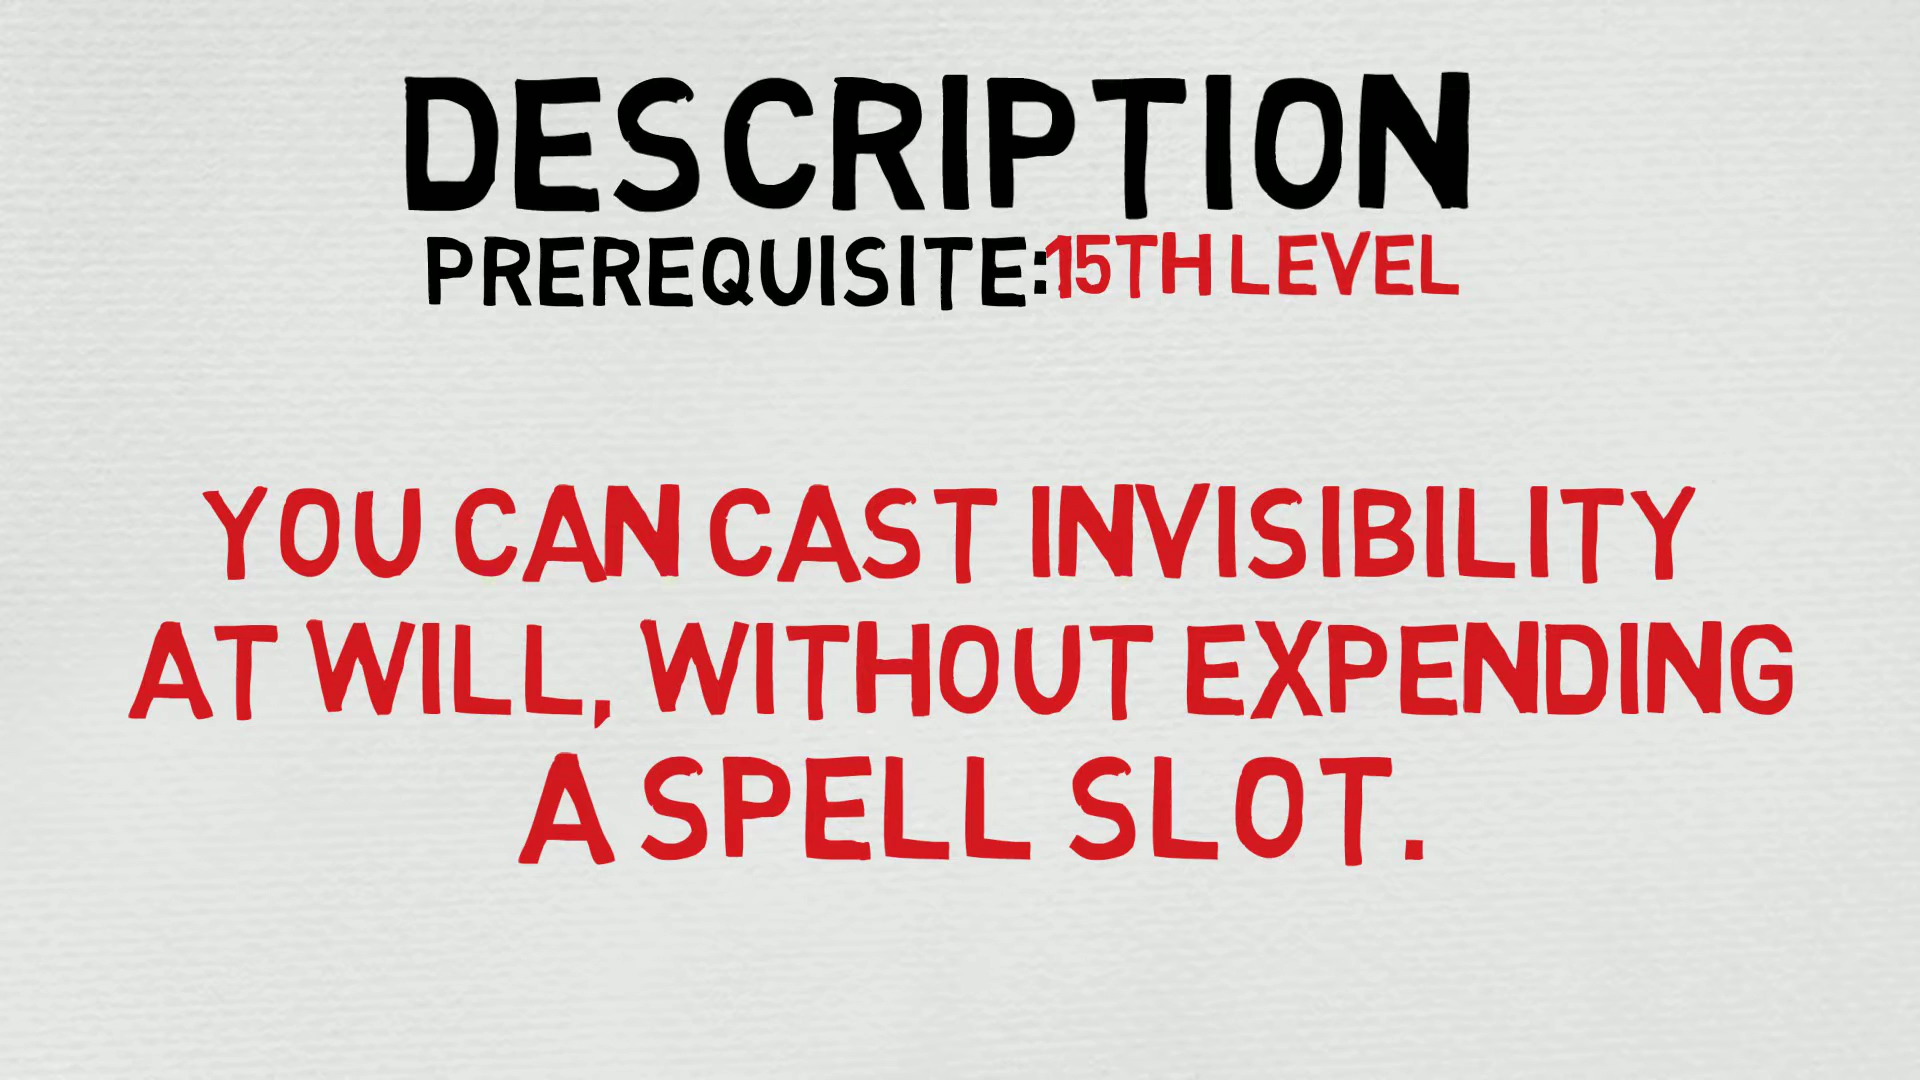 DESCRIPTION
PREREQUISITE:15TH LEVEL
YOU CAN CAST INVISIBILITY
AT WILL, WITHOUT EXPENDING
A SPELL SLOT.